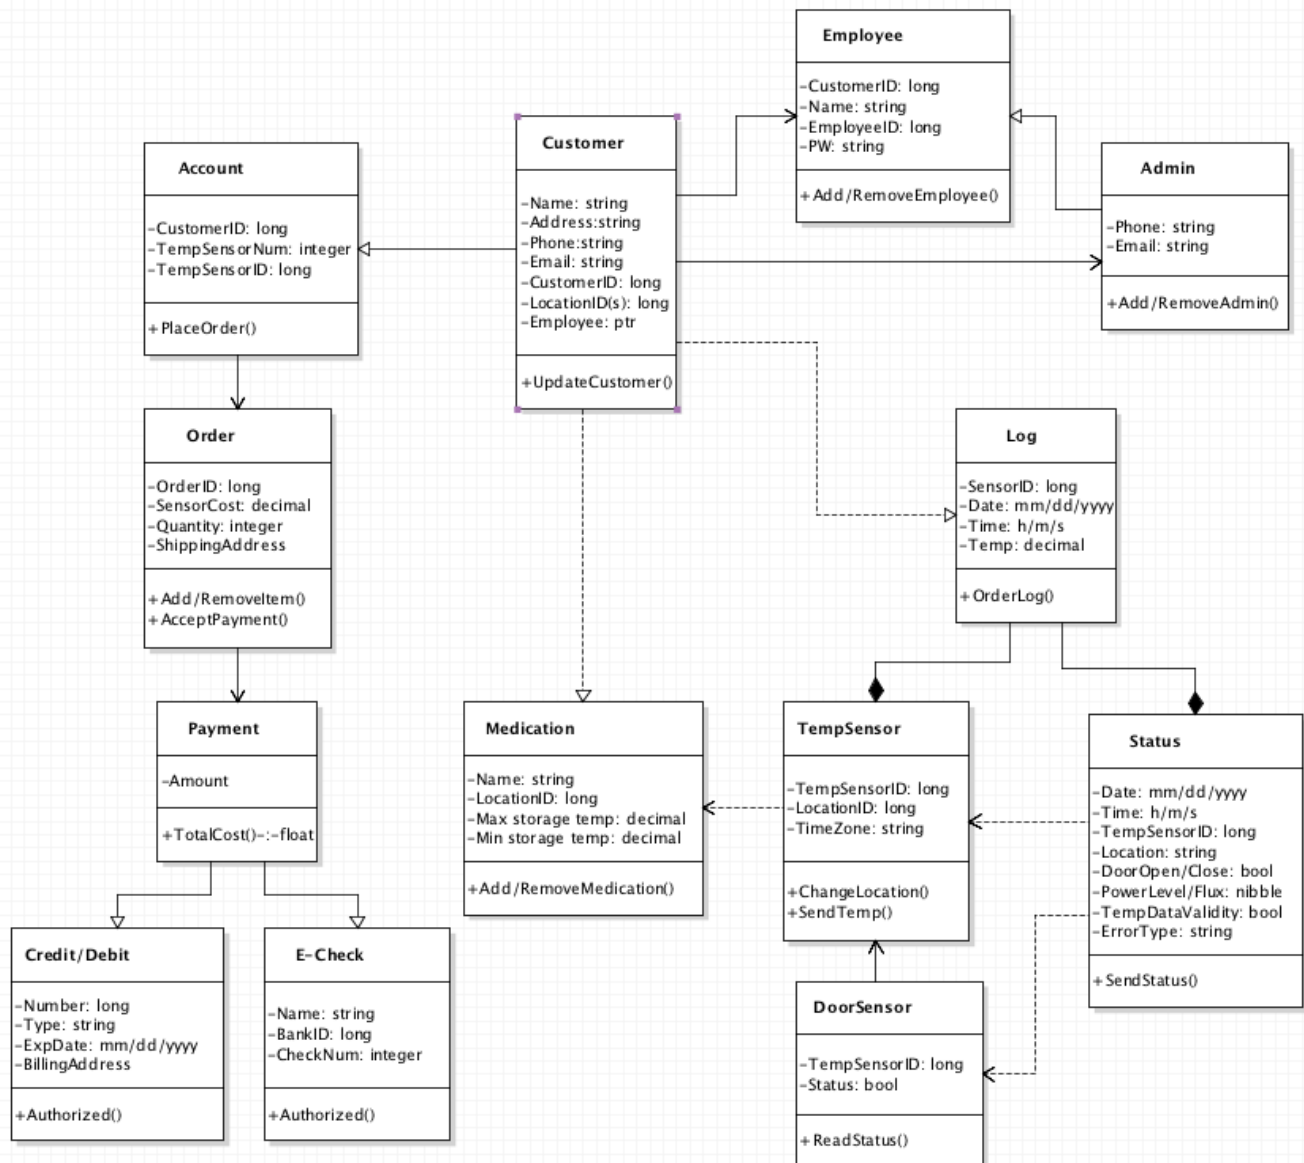 Employee
-CustomerID: long
-Name: string
-EmployeeID: long
-PW: string
+Add/RemoveEmployee()
Customer
-Name: string
-Address:string
-Phone:string
-Email: string
-CustomerID: long
-LocationID(s): long
-Employee: ptr
+UpdateCustomer()
Account
-CustomerID: long
-TempSensorNum: integer
-TempSensorID: long
+PlaceOrder()
Admin
-Phone: string
-Email: string
+Add/RemoveAdmin()
Order
-OrderID: long
-SensorCost: decimal
-Quantity: integer
-ShippingAddress
+Add/RemoveItem()
+AcceptPayment()
Log
-SensorID: long
-Date: mm/dd/yyyy
-Time: h/m/s
-Temp: decimal
+OrderLog()
Payment
-Amount
+TotalCost()-:-float
Medication
-Name: string
-LocationID: long
-Max storage temp: decimal
-Min storage temp: decimal
+Add/RemoveMedication()
TempSensor
-TempSensorID: long
-LocationID: long
-TimeZone: string
+ChangeLocation()
+SendTemp()
Status
-Date: mm/dd/yyyy
-Time: h/m/s
-TempSensorID: long
-Location: string
-DoorOpen/Close: bool
-PowerLevel/Flux: nibble
-TempDataValidity: bool
-ErrorType: string
+SendStatus()
Credit/Debit
-Number: long
-Type: string
-ExpDate: mm/dd/yyyy
-BillingAddress
+Authorized()
E-Check
-Name: string
-BankID: long
-CheckNum: integer
+Authorized()
DoorSensor
-TempSensorID: long
-Status: bool
+ReadStatus()